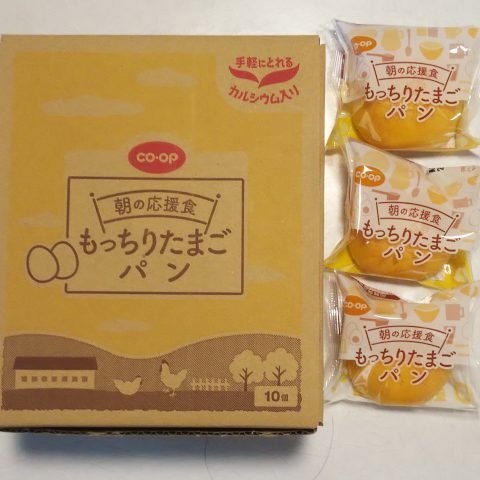 手軽にとれる
カルシウム入り
CO·OP
朝の応援食
もっちりたまご
パン
10個
CO·OP
朝の応援食
もっちりたまご
パン
CO·OP
朝の応援食
もっちりたまご
パン
CO·OP
朝の応援食
もっちりたまご
パン